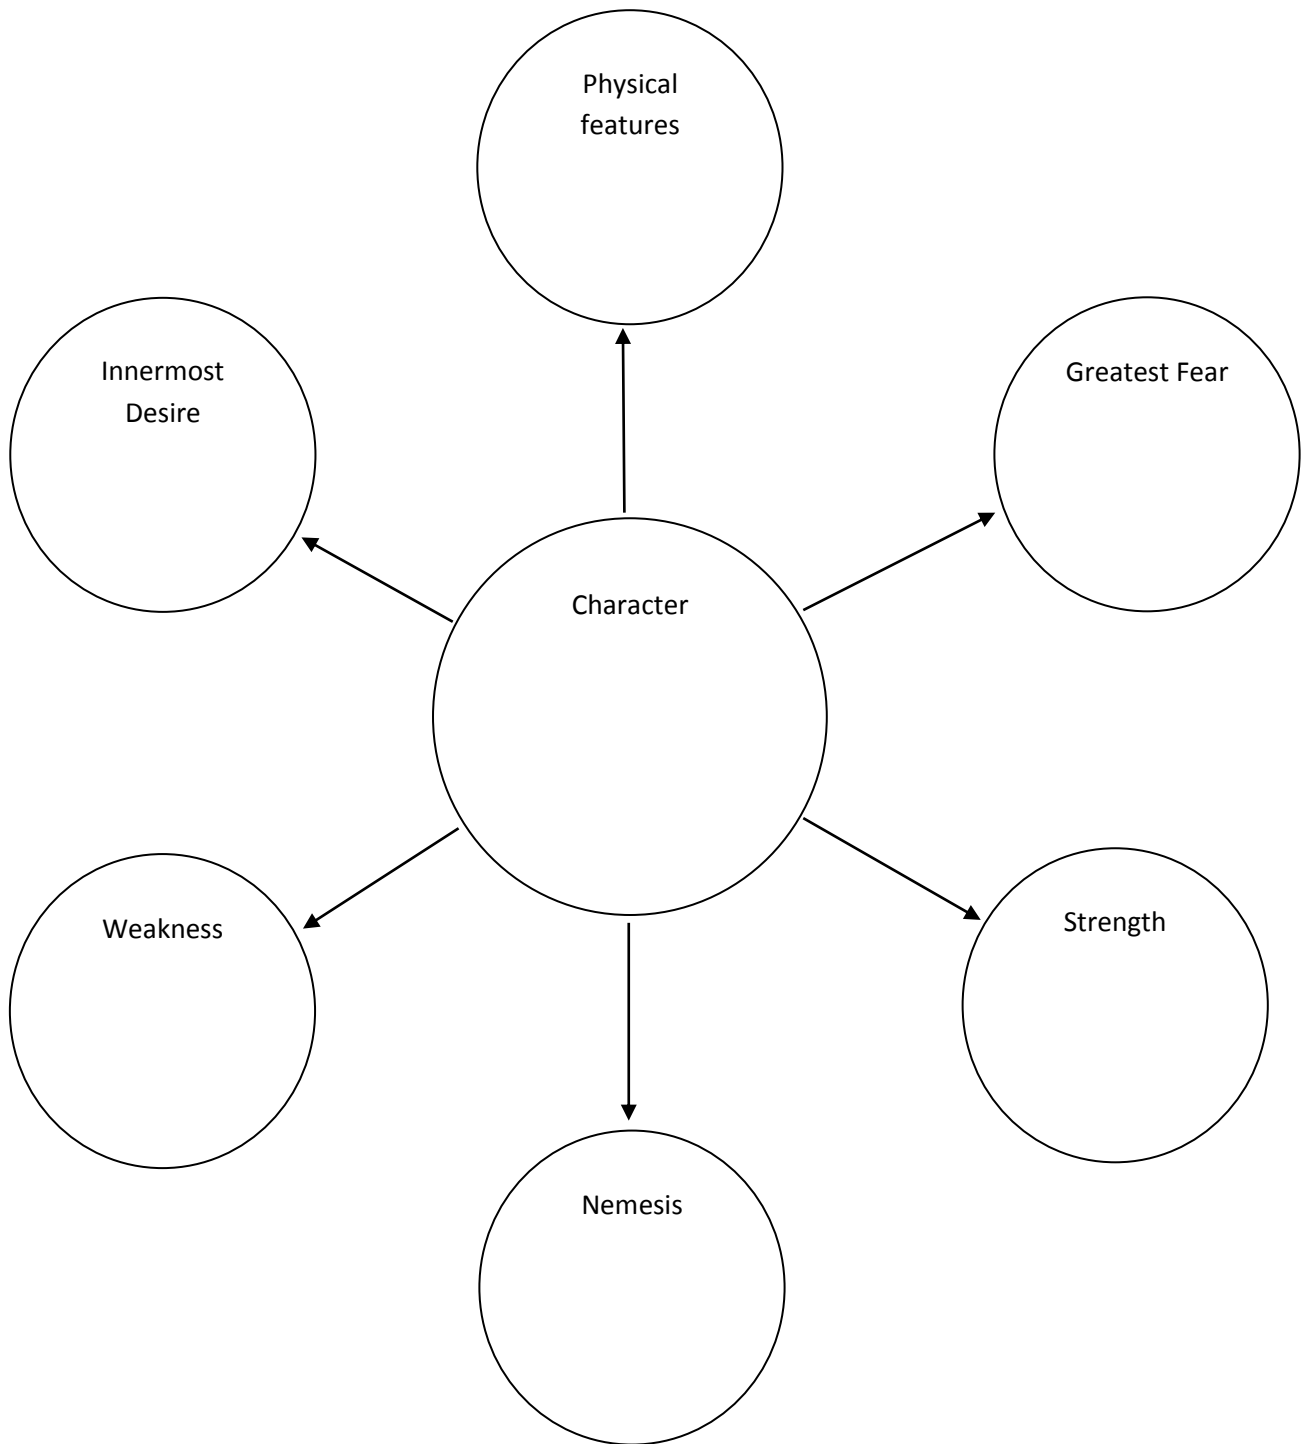 Physical
features
Innermost
Desire
Greatest Fear
Character
Weakness
Strength
Nemesis